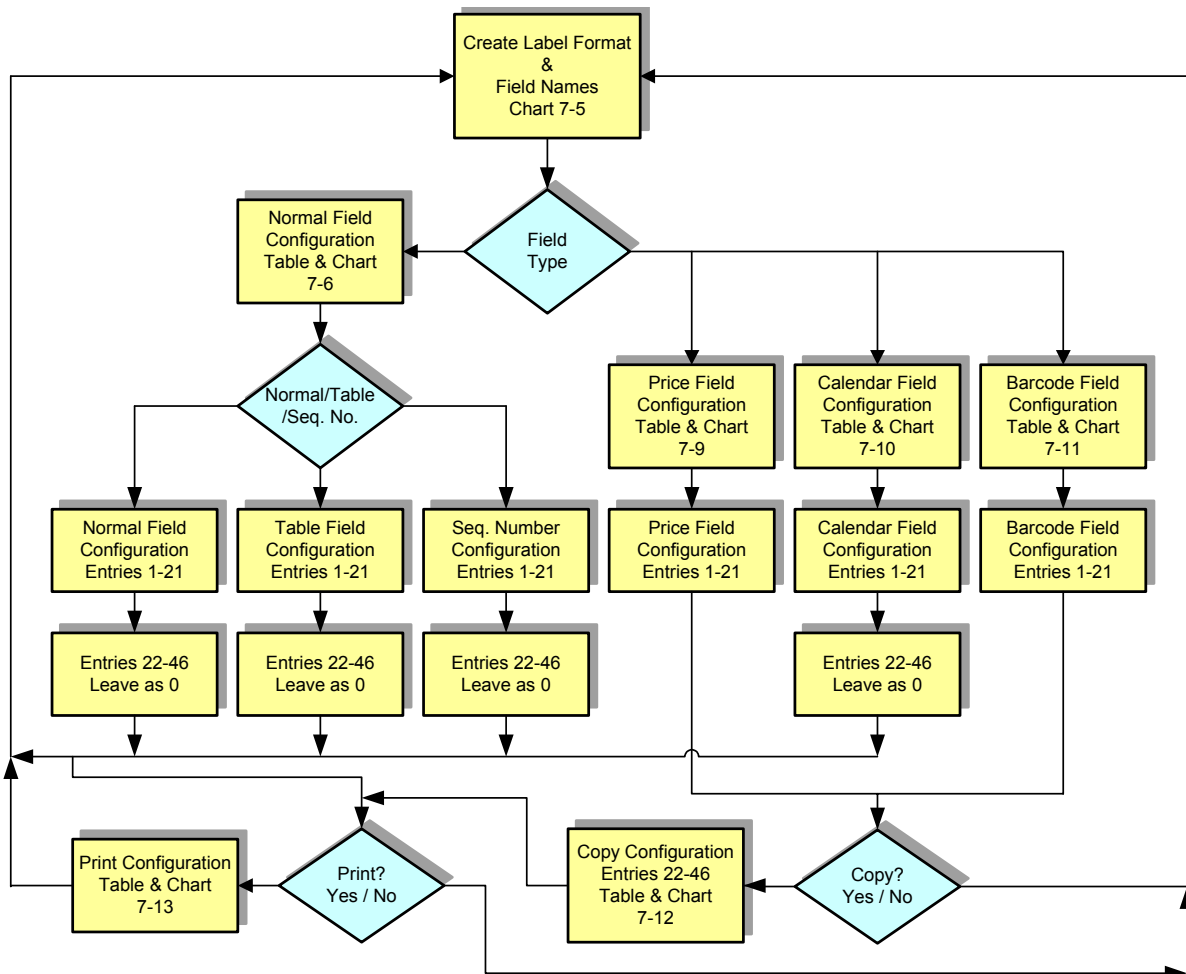 Create Label Format
&
Field Names
Chart 7-5
Normal Field
Configuration
Table & Chart
7-6
Field
Type
Normal/Table
/Seq. No.
Price Field
Configuration
Table & Chart
7-9
Calendar Field
Configuration
Table & Chart
7-10
Barcode Field
Configuration
Table & Chart
7-11
Normal Field
Configuration
Entries 1-21
Table Field
Configuration
Entries 1-21
Seq. Number
Configuration
Entries 1-21
Price Field
Configuration
Entries 1-21
Calendar Field
Configuration
Entries 1-21
Barcode Field
Configuration
Entries 1-21
Entries 22-46
Leave as 0
Entries 22-46
Leave as 0
Entries 22-46
Leave as 0
Entries 22-46
Leave as 0
Print Configuration
Table & Chart
7-13
Print?
Yes / No
Copy Configuration
Entries 22-46
Table & Chart
7-12
Copy?
Yes / No